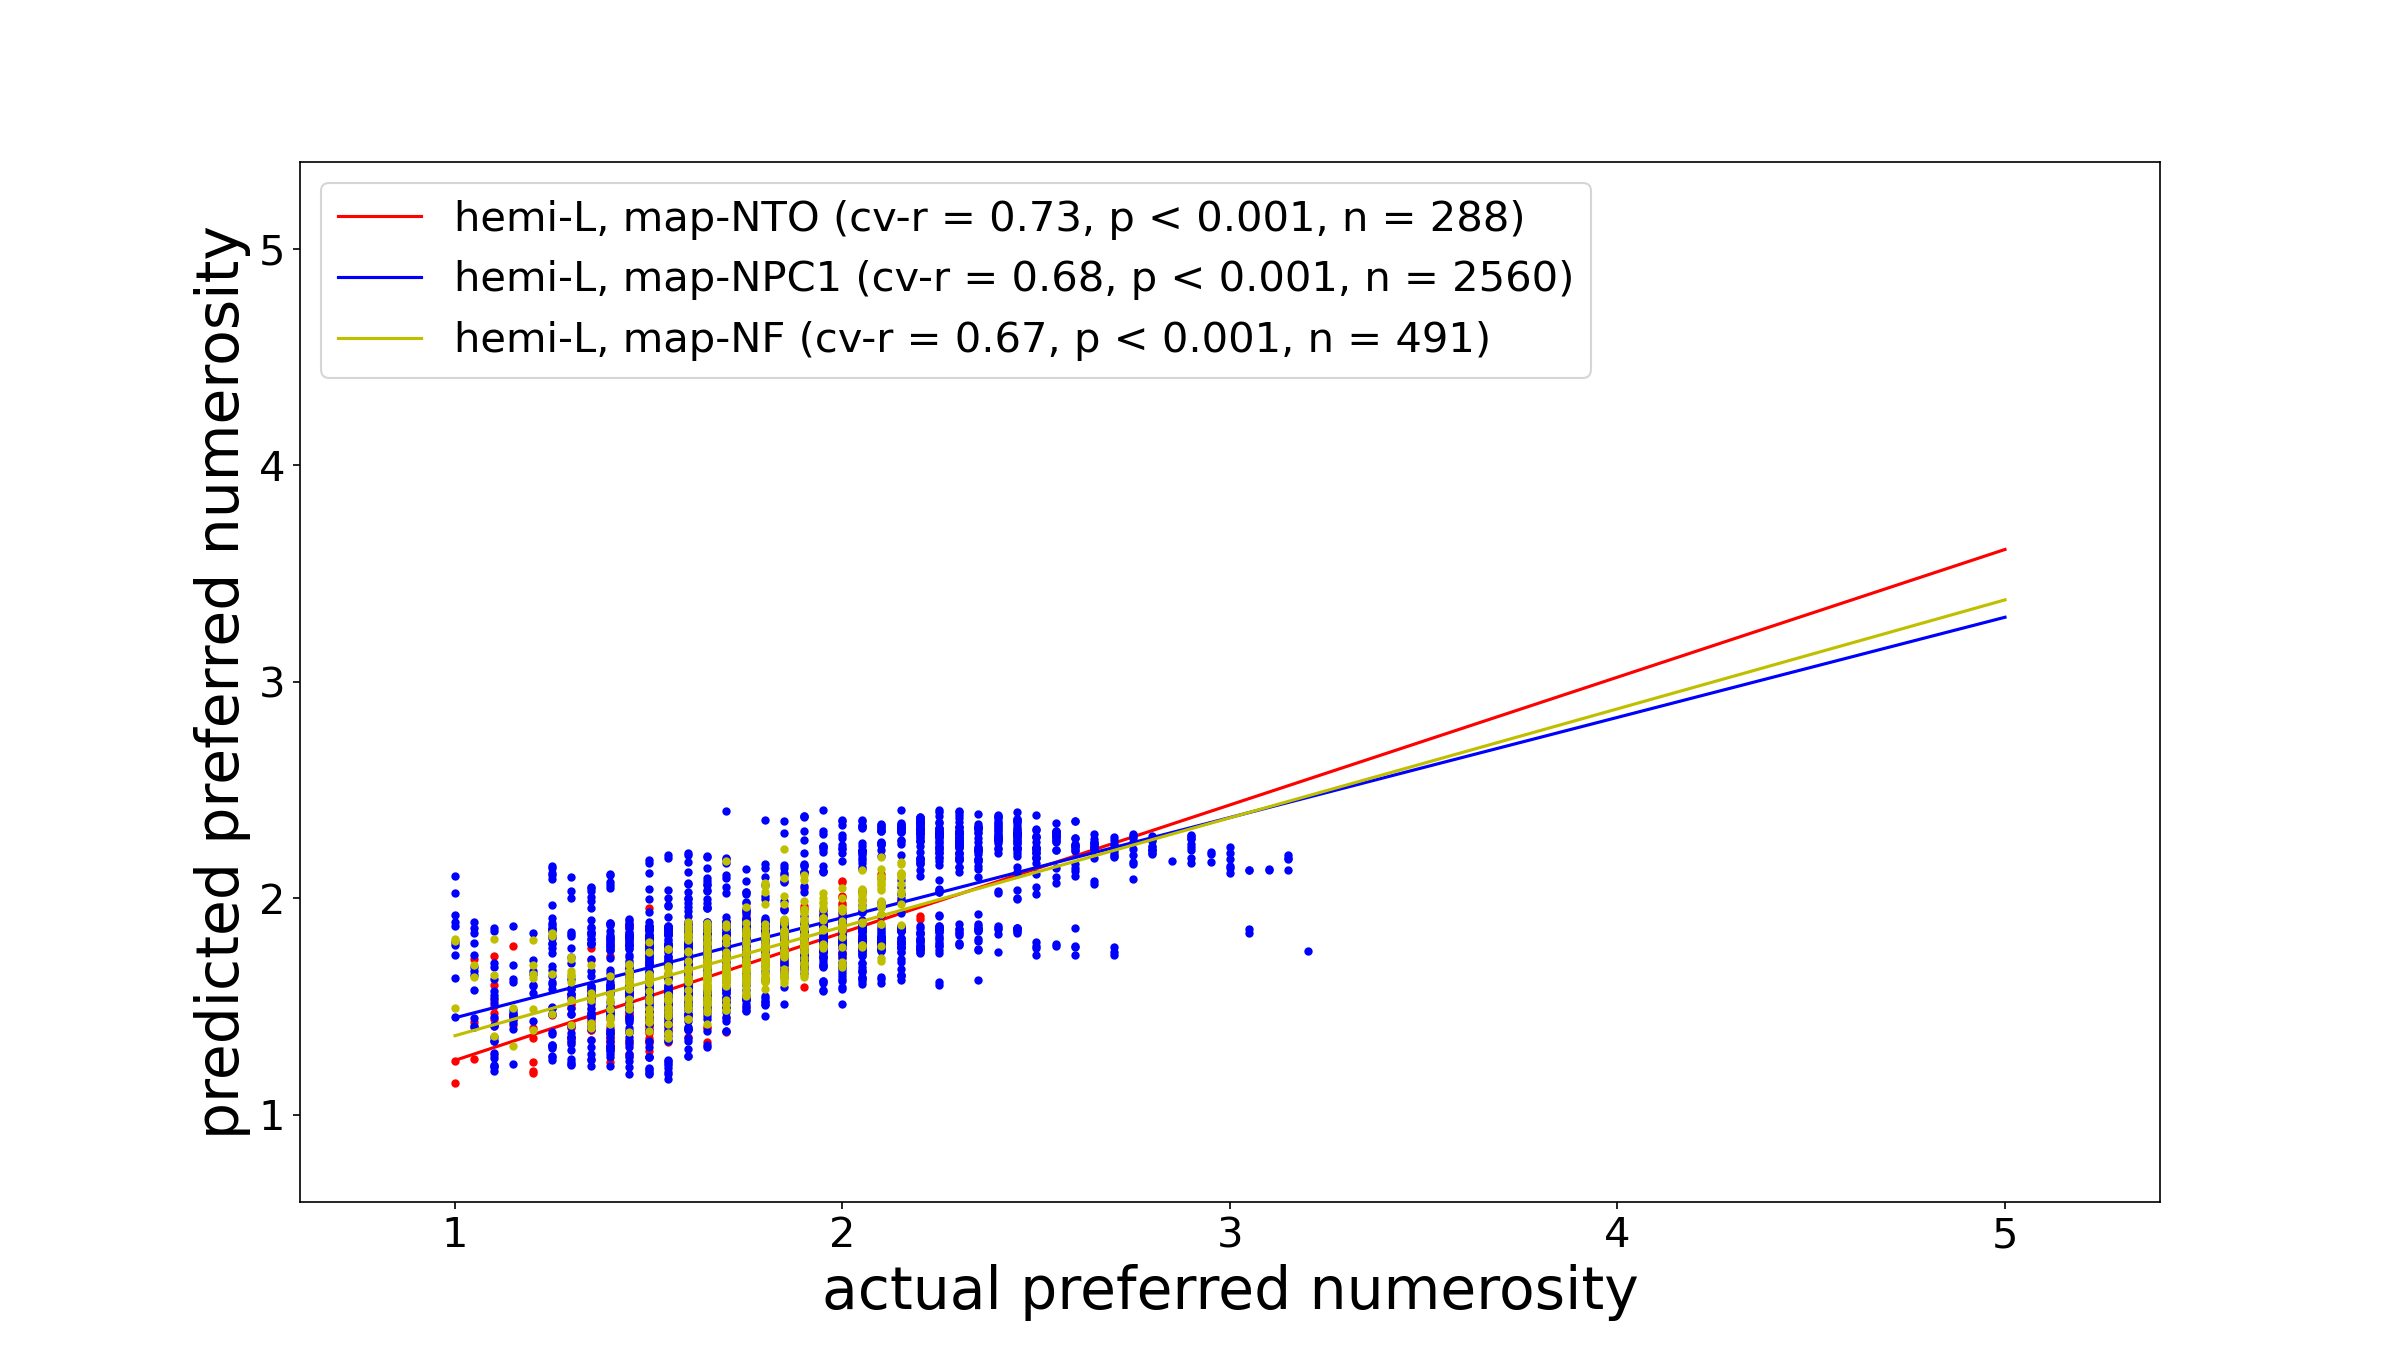 hemi-L, map-NTO (cv-r = 0.73, p < 0.001, n = 288)
hemi-L, map-NPC1 (cv-r = 0.68, p < 0.001, n = 2560)
hemi-L, map-NF (cv-r = 0.67, p < 0.001, n = 491)
predicted preferred numerosity
5
4
3
2
1
1 2 3 4 5
actual preferred numerosity